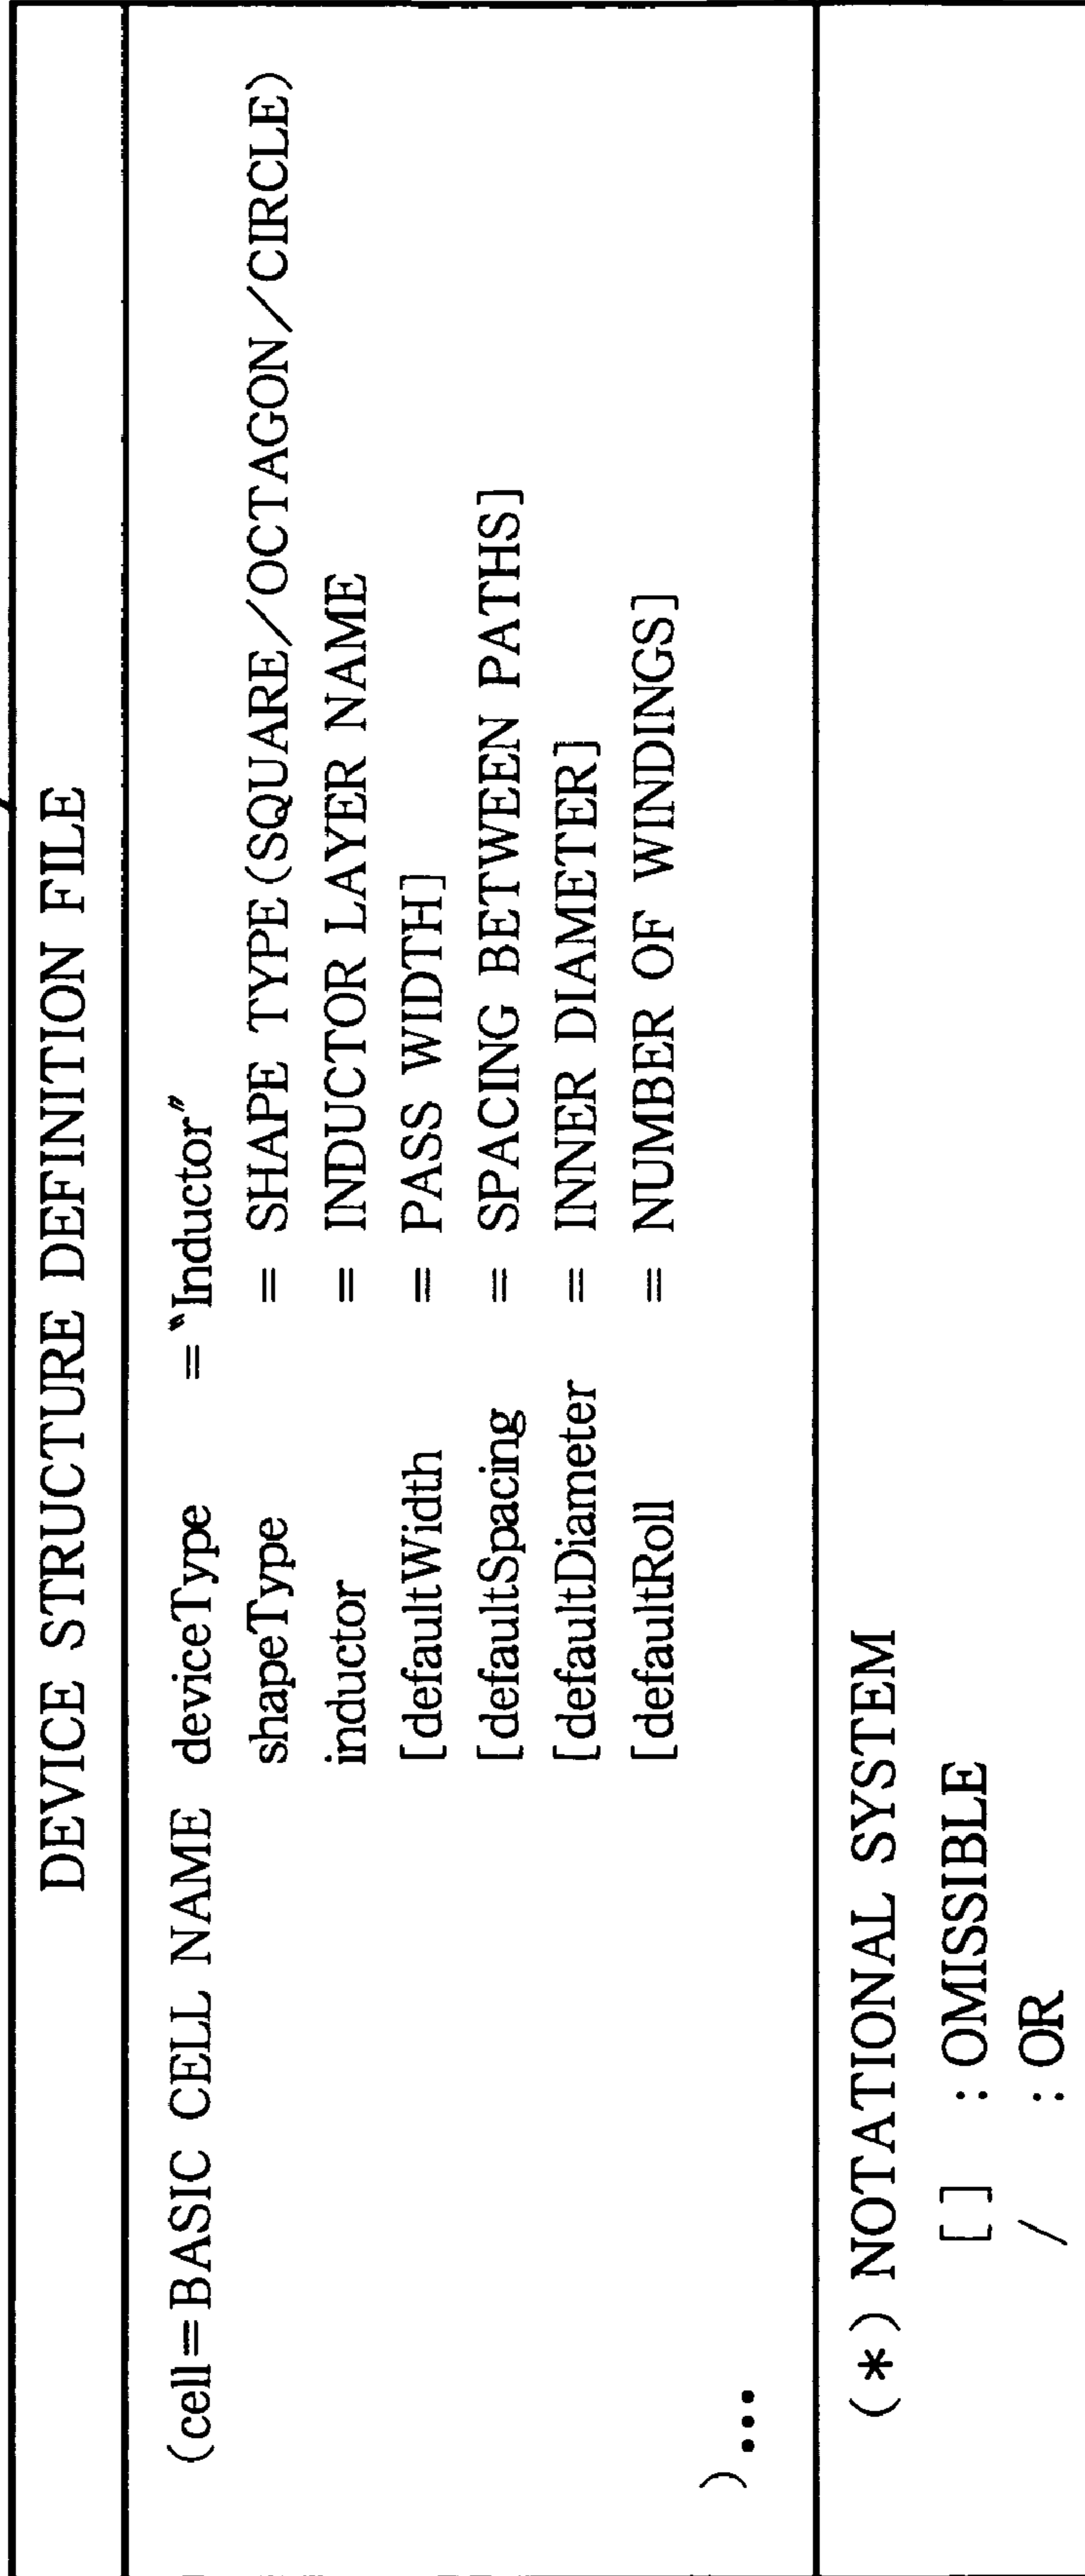 DEVICE STRUCTURE DEFINITION FILE
(cell=BASIC CELL NAME deviceType =“Inductor”
shapeType = SHAPE TYPE(SQUARE/OCTAGON/CIRCLE)
inductor = INDUCTOR LAYER NAME
[defaultWidth = PASS WIDTH]
[defaultSpacing = SPACING BETWEEN PATHS]
[defaultDiameter = INNER DIAMETER]
[defaultRoll = NUMBER OF WINDINGS]
)•••
(*) NOTATIONAL SYSTEM
[ ] : OMISSIBLE
/ : OR